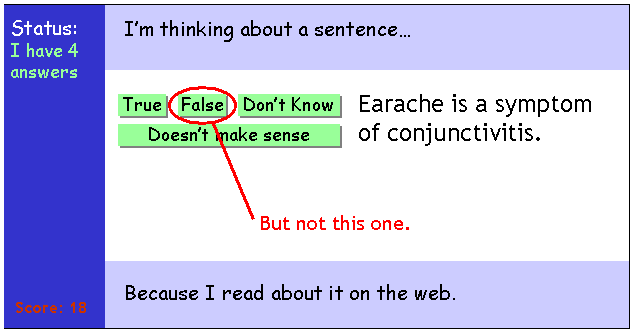 Status:
I have 4
answers
I'm thinking about a sentence...
True False Don't Know
Doesn't make sense
Earache is a symptom
of conjunctivitis.
But not this one.
Because I read about it on the web.
Score: 18